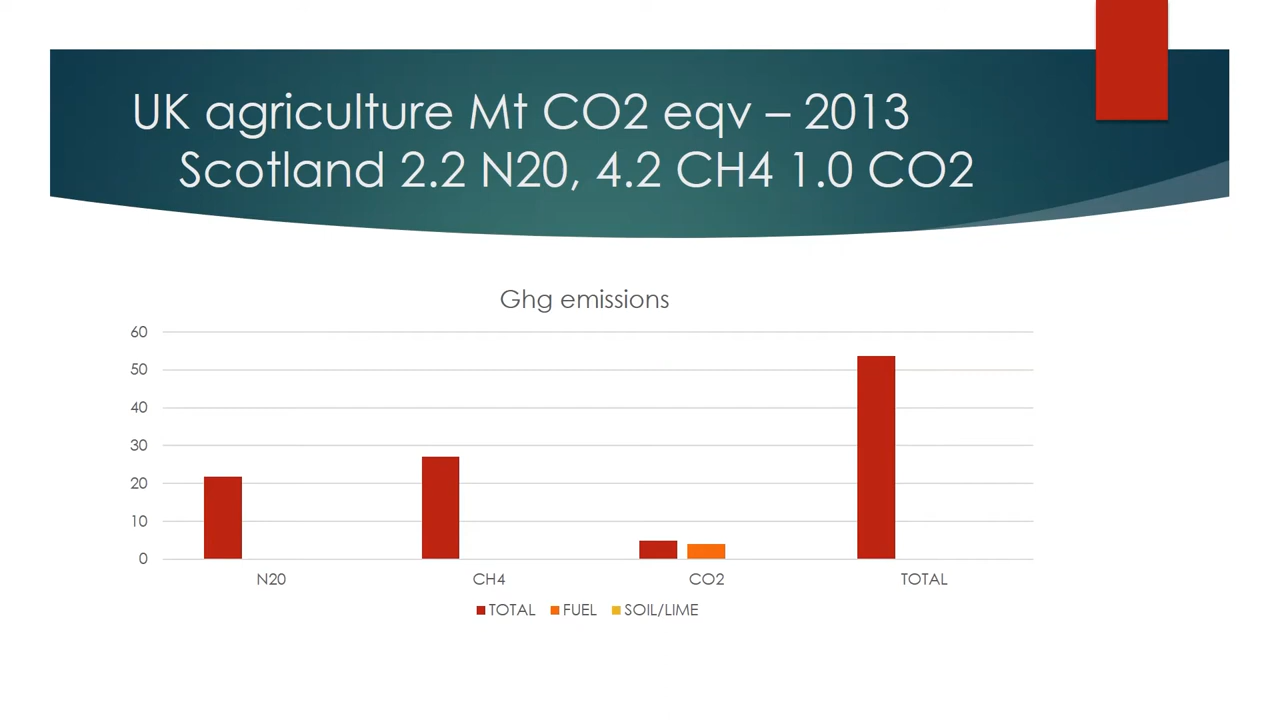 UK agriculture Mt CO2 eqv – 2013
Scotland 2.2 N20, 4.2 CH4 1.0 CO2
Ghg emissions
60
50
40
30
20
10
0
N20 CH4 CO2 TOTAL
TOTAL FUEL SOIL/LIME